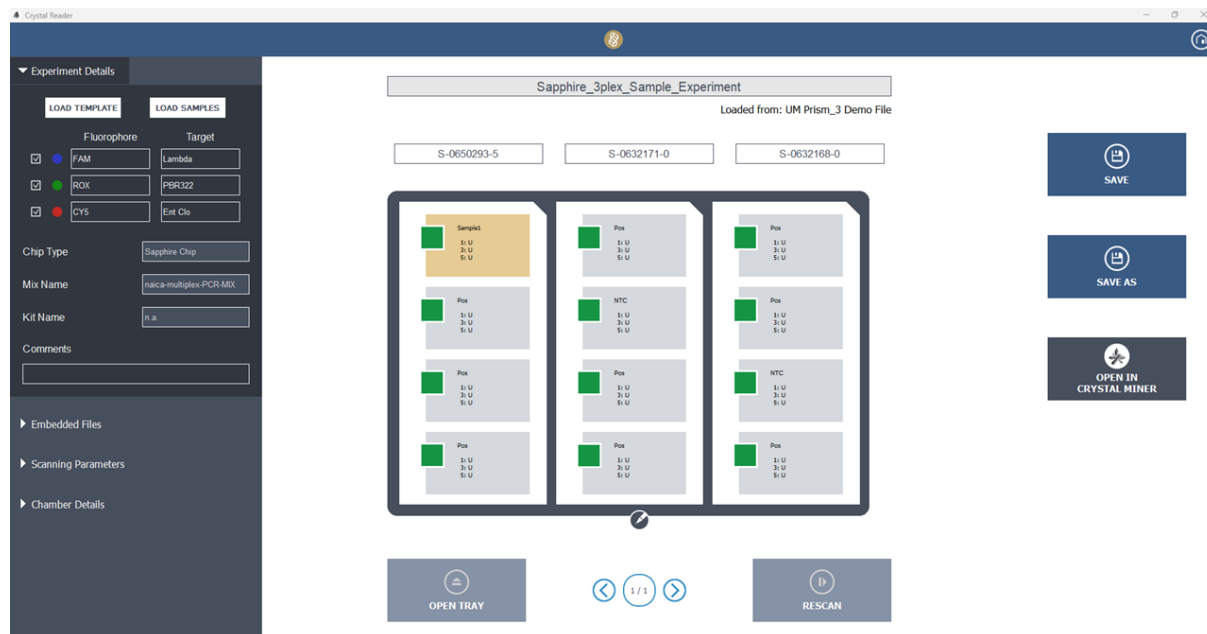 Crystal Reader
Experiment Details
LOAD TEMPLATE
LOAD SAMPLES
Fluorophore
Target
FAM
Lambda
ROX
PBR322
CY5
Ent Clo
Chip Type
Sapphire Chip
Mix Name
naica-multiplex-PCR-MIX
Kit Name
n.a.
Comments
Embedded Files
Scanning Parameters
Chamber Details
Sapphire_3plex_Sample_Experiment
Loaded from: UM Prism_3 Demo File
S-0650293-5
S-0632171-0
S-0632168-0
Sample1
1: U
3: U
5: U
Pos
1: U
3: U
5: U
Pos
1: U
3: U
5: U
Pos
1: U
3: U
5: U
Pos
1: U
3: U
5: U
NTC
1: U
3: U
5: U
Pos
1: U
3: U
5: U
Pos
1: U
3: U
5: U
Pos
1: U
3: U
5: U
Pos
1: U
3: U
5: U
NTC
1: U
3: U
5: U
Pos
1: U
3: U
5: U
OPEN TRAY
1 / 1
RESCAN
SAVE
SAVE AS
OPEN IN
CRYSTAL MINER